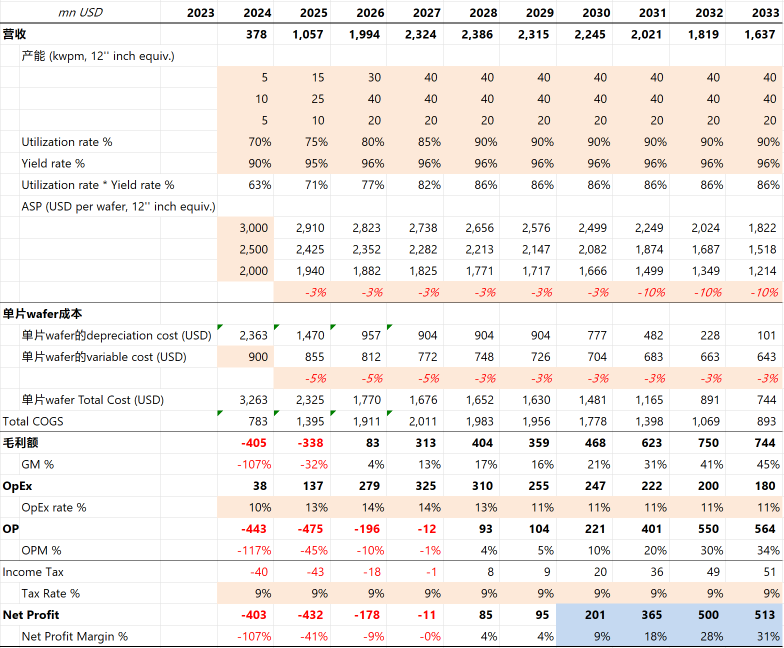 mn USD 2023 2024 2025 2026 2027 2028 2029 2030 2031 2032 2033
营收 378 1,057 1,994 2,324 2,386 2,315 2,245 2,021 1,819 1,637
产能 (kwpm, 12'' inch equiv.)
5 15 30 40 40 40 40 40 40 40
10 25 40 40 40 40 40 40 40 40
5 10 20 20 20 20 20 20 20 20
Utilization rate % 70% 75% 80% 85% 90% 90% 90% 90% 90% 90%
Yield rate % 90% 95% 96% 96% 96% 96% 96% 96% 96% 96%
Utilization rate * Yield rate % 63% 71% 77% 82% 86% 86% 86% 86% 86% 86%
ASP (USD per wafer, 12'' inch equiv.)
3,000 2,910 2,823 2,738 2,656 2,576 2,499 2,249 2,024 1,822
2,500 2,425 2,352 2,282 2,213 2,147 2,082 1,874 1,687 1,518
2,000 1,940 1,882 1,825 1,771 1,717 1,666 1,499 1,349 1,214
-3% -3% -3% -3% -3% -3% -10% -10% -10%
单片wafer成本
单片wafer的depreciation cost (USD) 2,363 1,470 957 904 904 904 777 482 228 101
单片wafer的variable cost (USD) 900 855 812 772 748 726 704 683 663 643
-5% -5% -5% -3% -3% -3% -3% -3% -3%
单片wafer Total Cost (USD) 3,263 2,325 1,770 1,676 1,652 1,630 1,481 1,165 891 744
Total COGS 783 1,395 1,911 2,011 1,983 1,956 1,778 1,398 1,069 893
毛利额 -405 -338 83 313 404 359 468 623 750 744
GM % -107% -32% 4% 13% 17% 16% 21% 31% 41% 45%
OpEx 38 137 279 325 310 255 247 222 200 180
OpEx rate % 10% 13% 14% 14% 13% 11% 11% 11% 11% 11%
OP -443 -475 -196 -12 93 104 221 401 550 564
OPM % -117% -45% -10% -1% 4% 5% 10% 20% 30% 34%
Income Tax -40 -43 -18 -1 8 9 20 36 49 51
Tax Rate % 9% 9% 9% 9% 9% 9% 9% 9% 9% 9%
Net Profit -403 -432 -178 -11 85 95 201 365 500 513
Net Profit Margin % -107% -41% -9% -0% 4% 4% 9% 18% 28% 31%